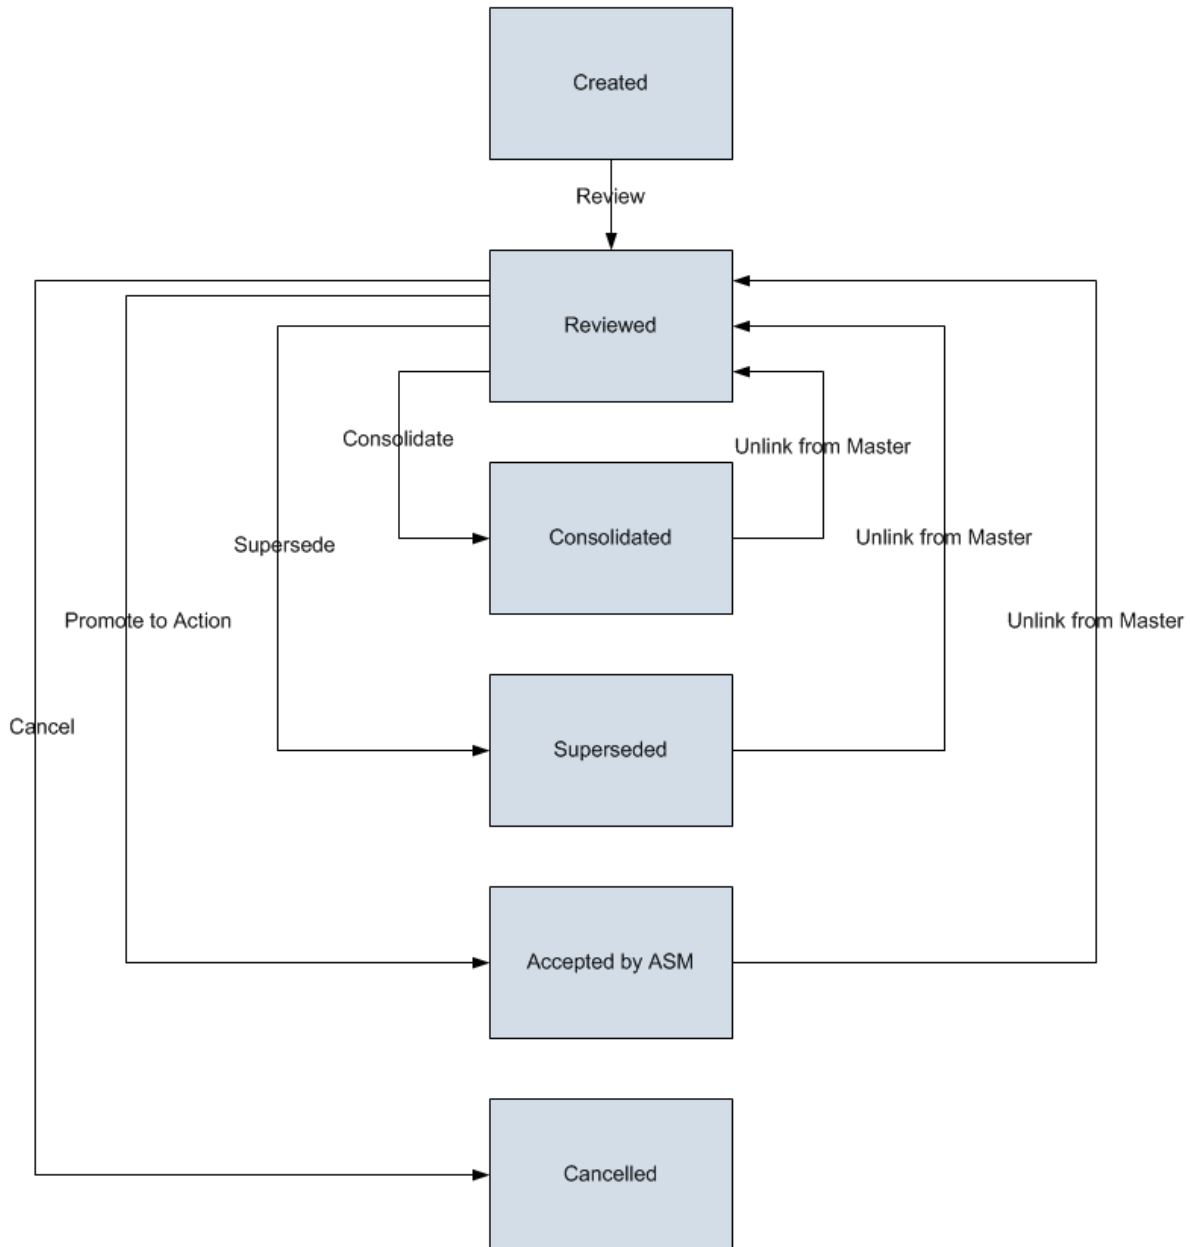 Created
Review
Reviewed
Consolidate
Unlink from Master
Consolidated
Supersede
Unlink from Master
Promote to Action
Unlink from Master
Cancel
Superseded
Accepted by ASM
Cancelled